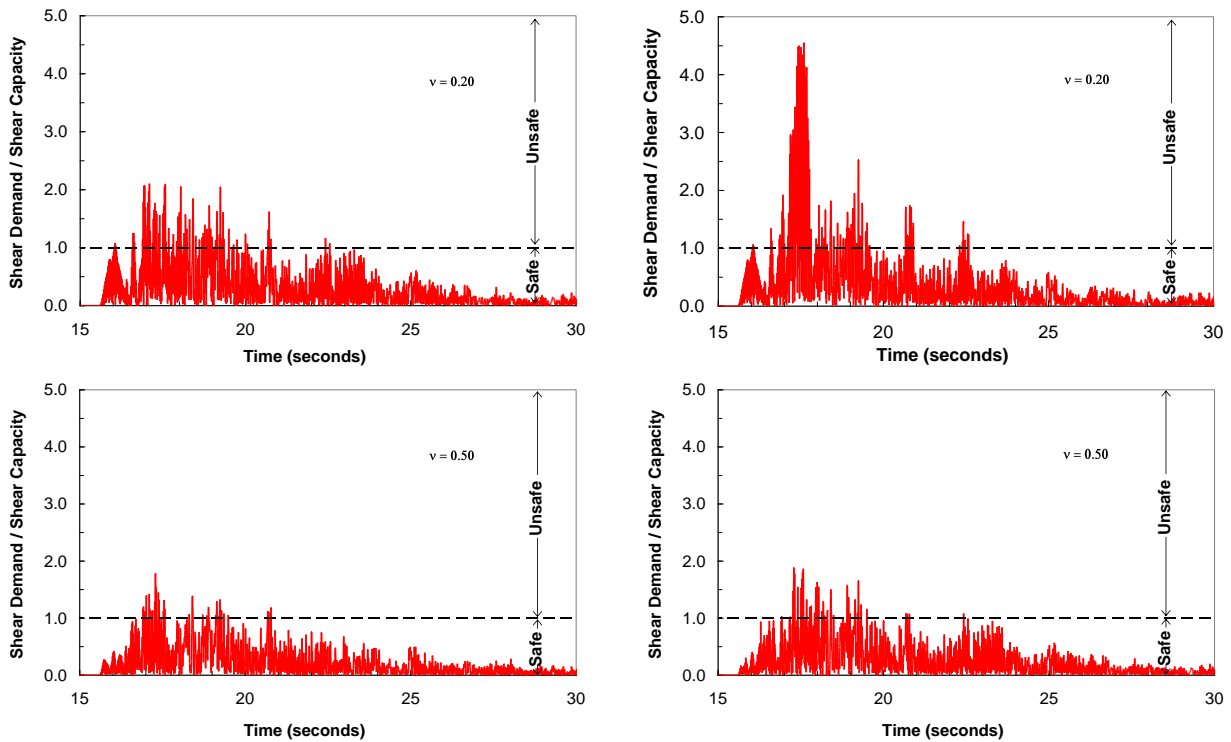 Shear Demand / Shear Capacity
5.0
4.0
3.0
2.0
1.0
0.0
ν = 0.20
Unsafe
Safe
15 20 25 30
Time (seconds)
Shear Demand / Shear Capacity
5.0
4.0
3.0
2.0
1.0
0.0
ν = 0.20
Unsafe
Safe
15 20 25 30
Time (seconds)
Shear Demand / Shear Capacity
5.0
4.0
3.0
2.0
1.0
0.0
ν = 0.50
Unsafe
Safe
15 20 25 30
Time (seconds)
Shear Demand / Shear Capacity
5.0
4.0
3.0
2.0
1.0
0.0
ν = 0.50
Unsafe
Safe
15 20 25 30
Time (seconds)